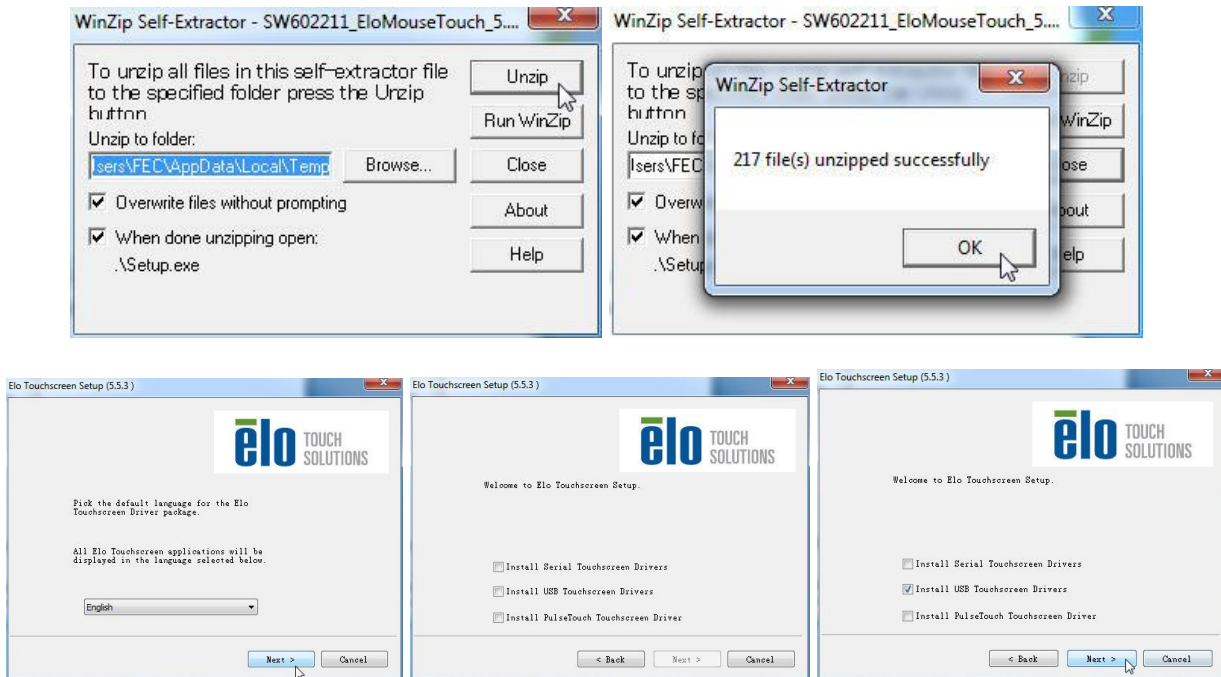 WinZip Self-Extractor - SW602211_EloMouseTouch_5....
To unzip all files in this self-extractor file
to the specified folder press the Unzip
button
Unzip to folder:
sers\FEC\AppData\Local\Temp
Browse...
Overwrite files without prompting
When done unzipping open:
.\Setup.exe
Unzip
Run WinZip
Close
About
Help
WinZip Self-Extractor - SW602211_EloMouseTouch_5....
To unzip
to the sp
button
Unzip to fo
sers\FEC
Overw
When
.\Setup
nzip
WinZip
ose
bout
elp
WinZip Self-Extractor
217 file(s) unzipped successfully
OK
Elo Touchscreen Setup (5.5.3 )
elo TOUCH
SOLUTIONS
Pick the default language for the Elo
Touchscreen Driver package.
All Elo Touchscreen applications will be
displayed in the language selected below.
English
Next >
Cancel
Elo Touchscreen Setup (5.5.3 )
elo TOUCH
SOLUTIONS
Welcome to Elo Touchscreen Setup.
Install Serial Touchscreen Drivers
Install USB Touchscreen Drivers
Install PulseTouch Touchscreen Driver
< Back
Next >
Cancel
Elo Touchscreen Setup (5.5.3 )
elo TOUCH
SOLUTIONS
Welcome to Elo Touchscreen Setup.
Install Serial Touchscreen Drivers
Install USB Touchscreen Drivers
Install PulseTouch Touchscreen Driver
< Back
Next >
Cancel